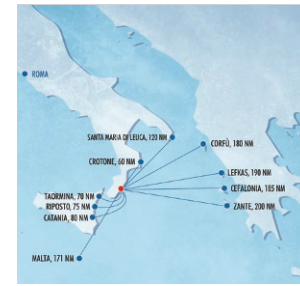 ROMA
SANTA MARIA DI LEUCA, 120 NM
CORFÙ, 180 NM
CROTONE, 60 NM
LEFKAS, 190 NM
TAORMINA, 70 NM
CEFALONIA, 185 NM
RIPOSTO, 75 NM
ZANTE, 200 NM
CATANIA, 80 NM
MALTA, 171 NM